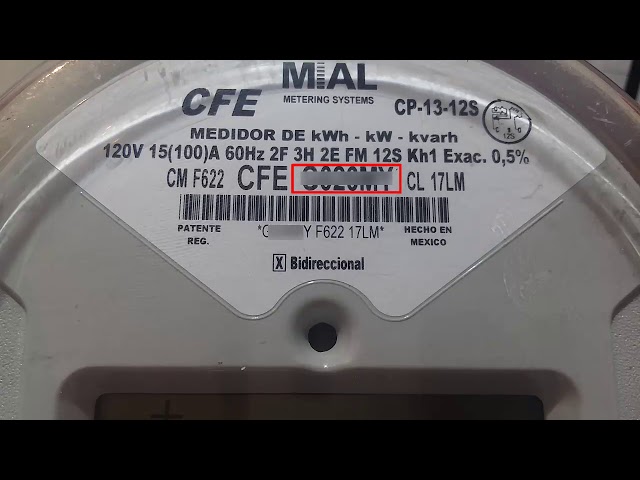 MIAL
CFE
METERING SYSTEMS
CP-13-12S
MEDIDOR DE kWh - kW - kvarh
120V 15(100)A 60Hz 2F 3H 2E FM 12S Kh1 Exac. 0,5%
CM F622 CFE CL 17LM
PATENTE REG.
*G Y F622 17LM*
HECHO EN MEXICO
X Bidireccional